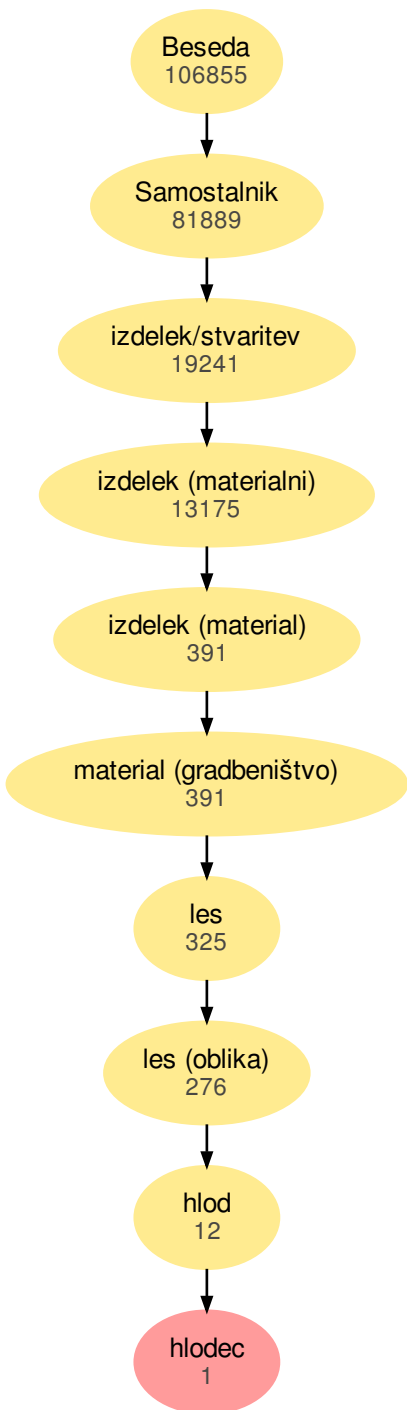 Beseda
106855
Samostalnik
81889
izdelek/stvaritev
19241
izdelek (materialni)
13175
izdelek (material)
391
material (gradbeništvo)
391
les
325
les (oblika)
276
hlod
12
hlodec
1